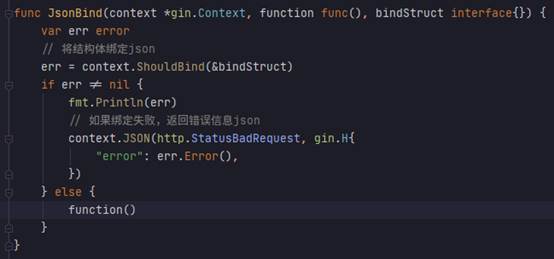 func JsonBind(context *gin.Context, function func(), bindStruct interface{}) {
    var err error
    // 将结构体绑定json
    err = context.ShouldBind(&bindStruct)
    if err ≠ nil {
        fmt.Println(err)
        // 如果绑定失败，返回错误信息json
        context.JSON(http.StatusBadRequest, gin.H{
            "error": err.Error(),
        })
    } else {
        function()
    }
}